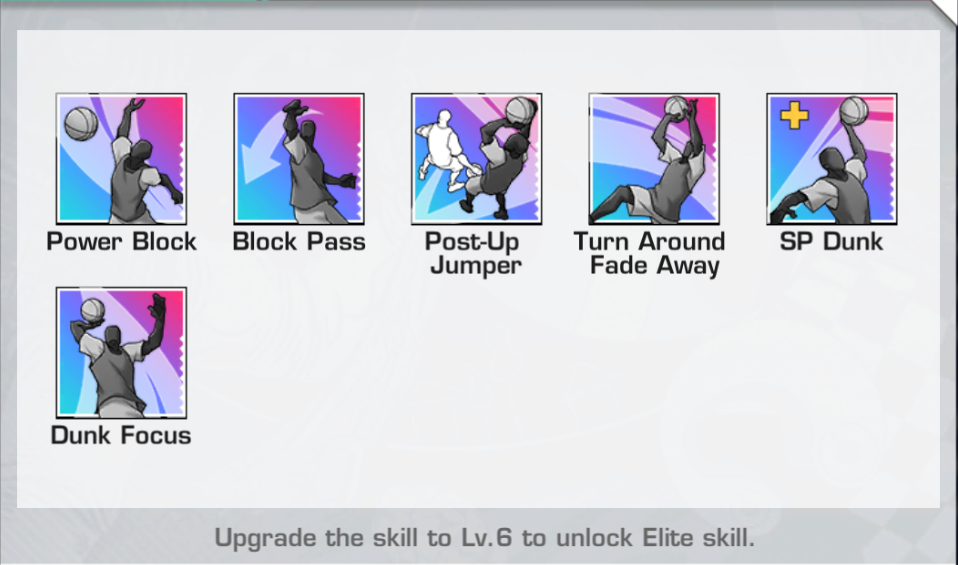 Power Block
Block Pass
Post-Up
Jumper
Turn Around
Fade Away
SP Dunk
Dunk Focus
Upgrade the skill to Lv.6 to unlock Elite skill.